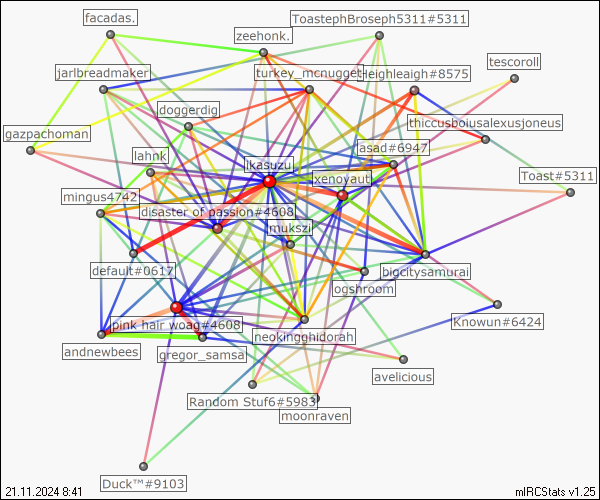 facadas.
ToastephBroseph5311#5311
zeehonk.
tescoroll
jarlbreadmaker
turkey_mcnugget
Heighleaigh#8575
doggerdig
thiccusboiusalexusjoneus
gazpachoman
asad#6947
lahnk
ikasuzu
xenoyaut
Toast#5311
mingus4742
disaster of passion#4608
mukszi
default#0617
bigcitysamurai
ogshroom
pink hair woag#4608
Knowun#6424
neokingghidorah
andnewbees
gregor_samsa
avelicious
Random Stuf6#5983
moonraven
Duck™#9103
21.11.2024 8:41
mIRCStats v1.25